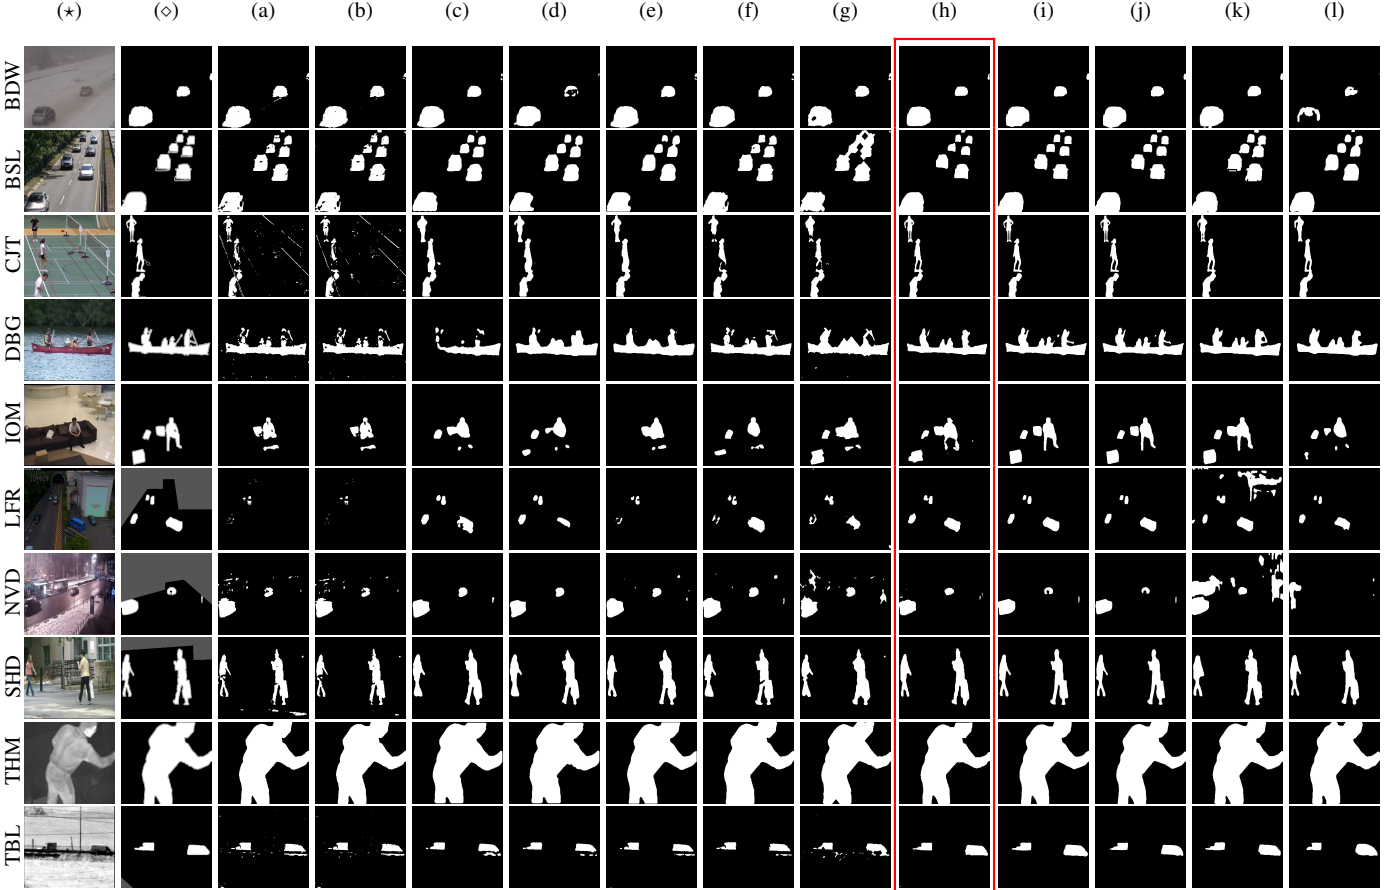 (⋆) (⋄) (a) (b) (c) (d) (e) (f) (g) (h) (i) (j) (k) (l)
BDW
BSL
CJT
DBG
IOM
LFR
NVD
SHD
THM
TBL